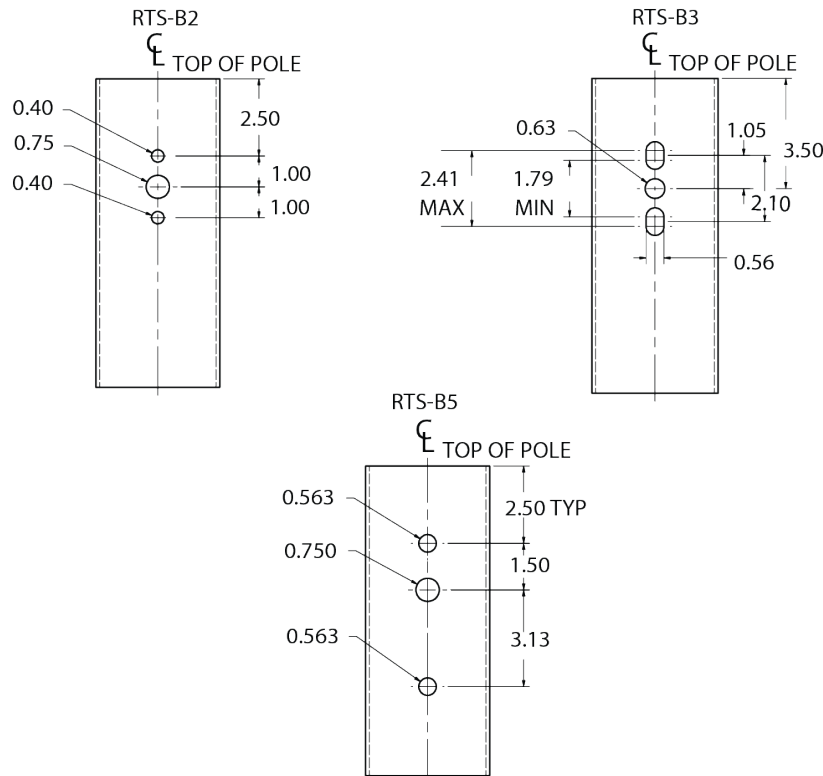 RTS-B2
℄ TOP OF POLE
0.40
2.50
0.75
1.00
0.40
1.00
RTS-B3
℄ TOP OF POLE
0.63
1.05
3.50
2.41
MAX
1.79
MIN
2.10
0.56
RTS-B5
℄ TOP OF POLE
0.563
2.50 TYP
0.750
1.50
0.563
3.13